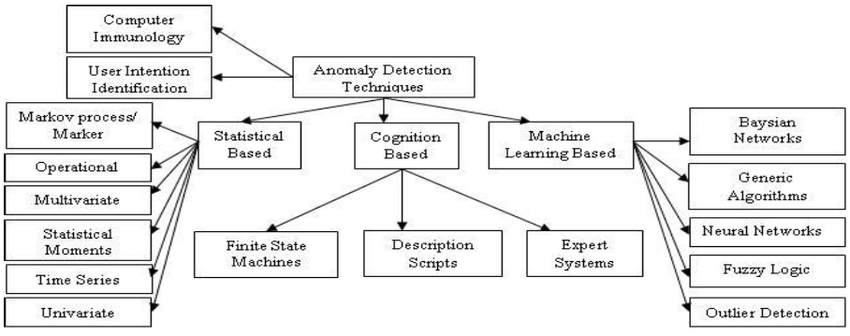 Computer
Immunology
User Intention
Identification
Anomaly Detection
Techniques
Markov process/
Marker
Operational
Multivariate
Statistical
Moments
Time Series
Univariate
Statistical
Based
Cognition
Based
Machine
Learning Based
Finite State
Machines
Description
Scripts
Expert
Systems
Baysian
Networks
Generic
Algorithms
Neural Networks
Fuzzy Logic
Outlier Detection